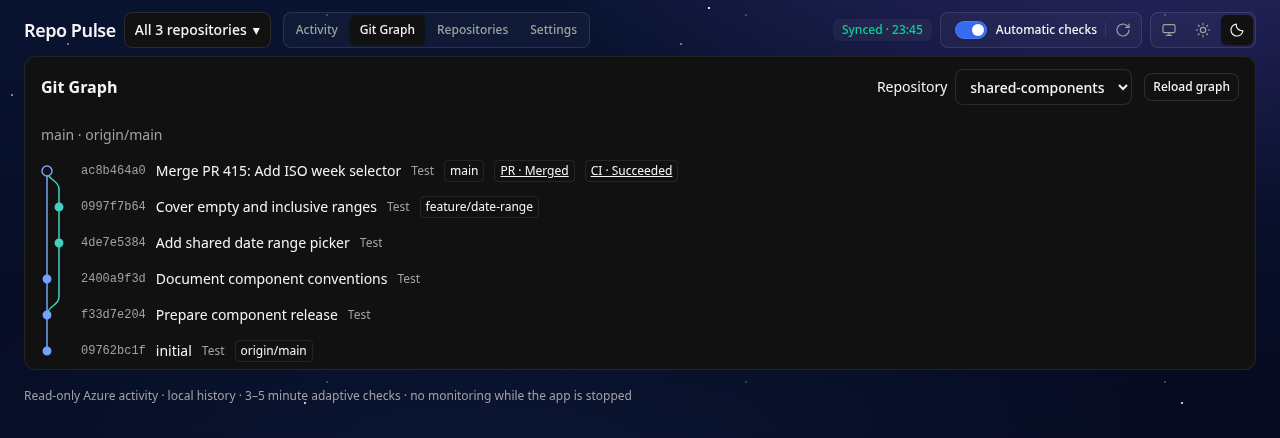 Repo Pulse All 3 repositories ▾ Activity Git Graph Repositories Settings Synced · 23:45 Automatic checks
Git Graph Repository shared-components Reload graph
main · origin/main
ac8b464a0 Merge PR 415: Add ISO week selector Test main PR · Merged CI · Succeeded
0997f7b64 Cover empty and inclusive ranges Test feature/date-range
4de7e5384 Add shared date range picker Test
2400a9f3d Document component conventions Test
f33d7e204 Prepare component release Test
09762bc1f initial Test origin/main
Read-only Azure activity · local history · 3–5 minute adaptive checks · no monitoring while the app is stopped